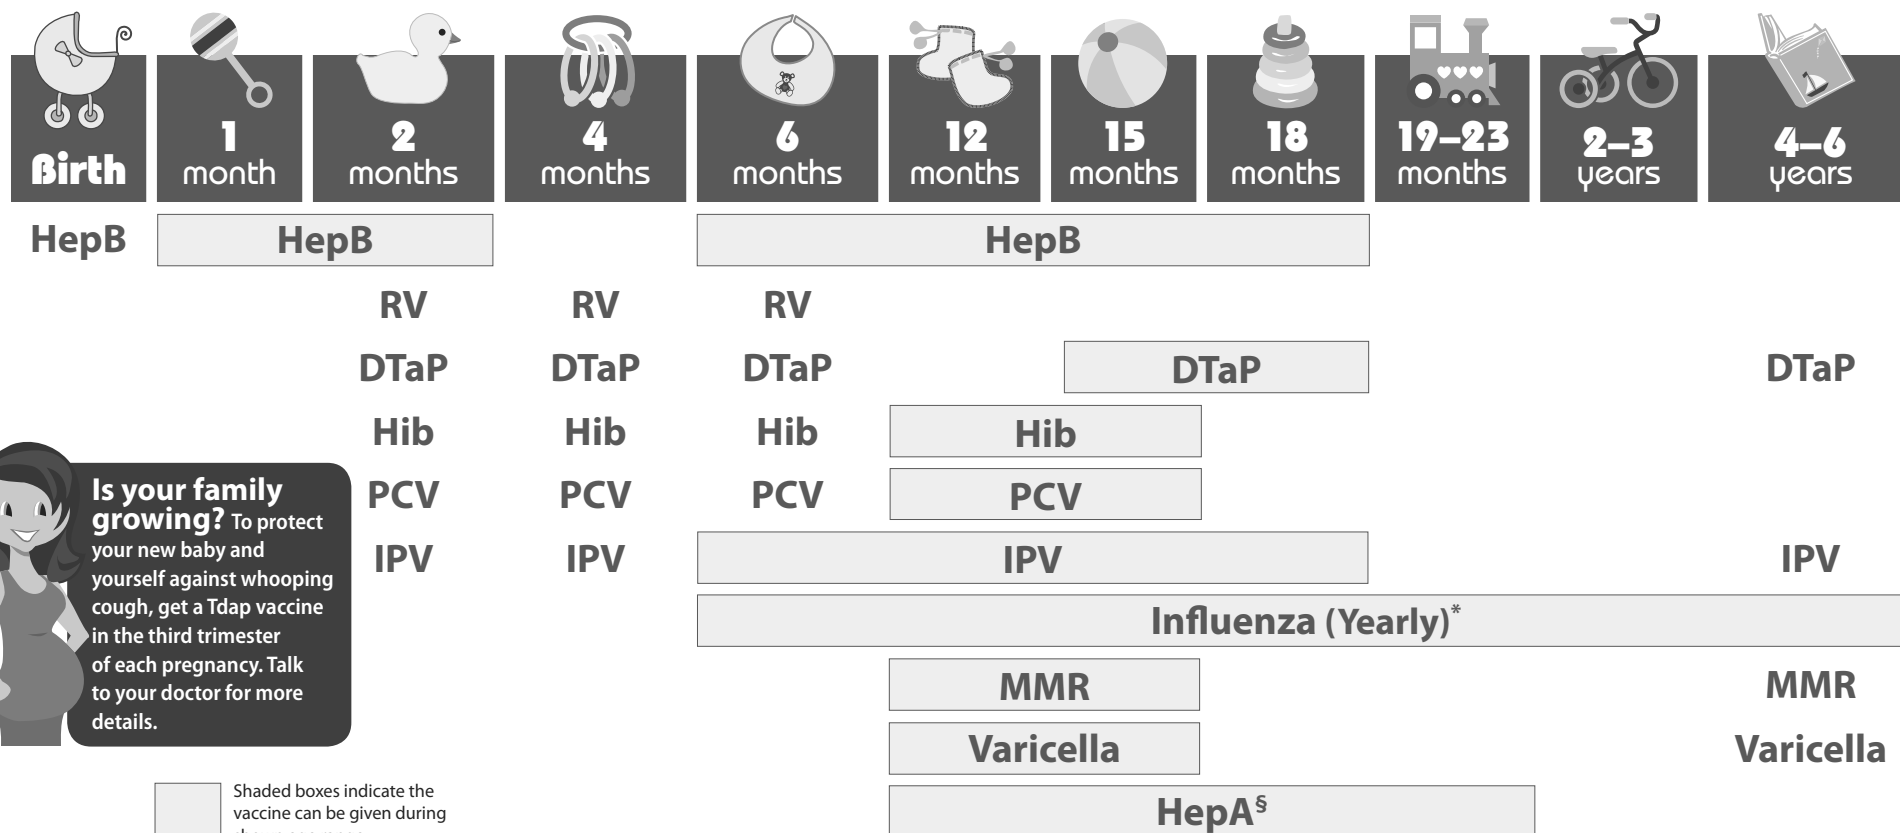 Birth
1 month
2 months
4 months
6 months
12 months
15 months
18 months
19–23 months
2–3 years
4–6 years
HepB HepB HepB
RV RV RV
DTaP DTaP DTaP DTaP DTaP
Hib Hib Hib Hib
PCV PCV PCV PCV
IPV IPV IPV IPV
Influenza (Yearly)*
MMR MMR
Varicella Varicella
HepA§
Is your family
growing? To protect
your new baby and
yourself against whooping
cough, get a Tdap vaccine
in the third trimester
of each pregnancy. Talk
to your doctor for more
details.
Shaded boxes indicate the
vaccine can be given during